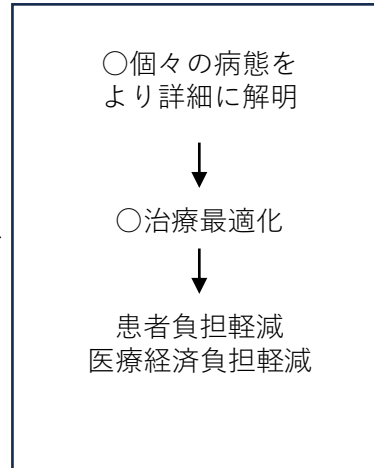 ○個々の病態を
より詳細に解明
○治療最適化
患者負担軽減
医療経済負担軽減